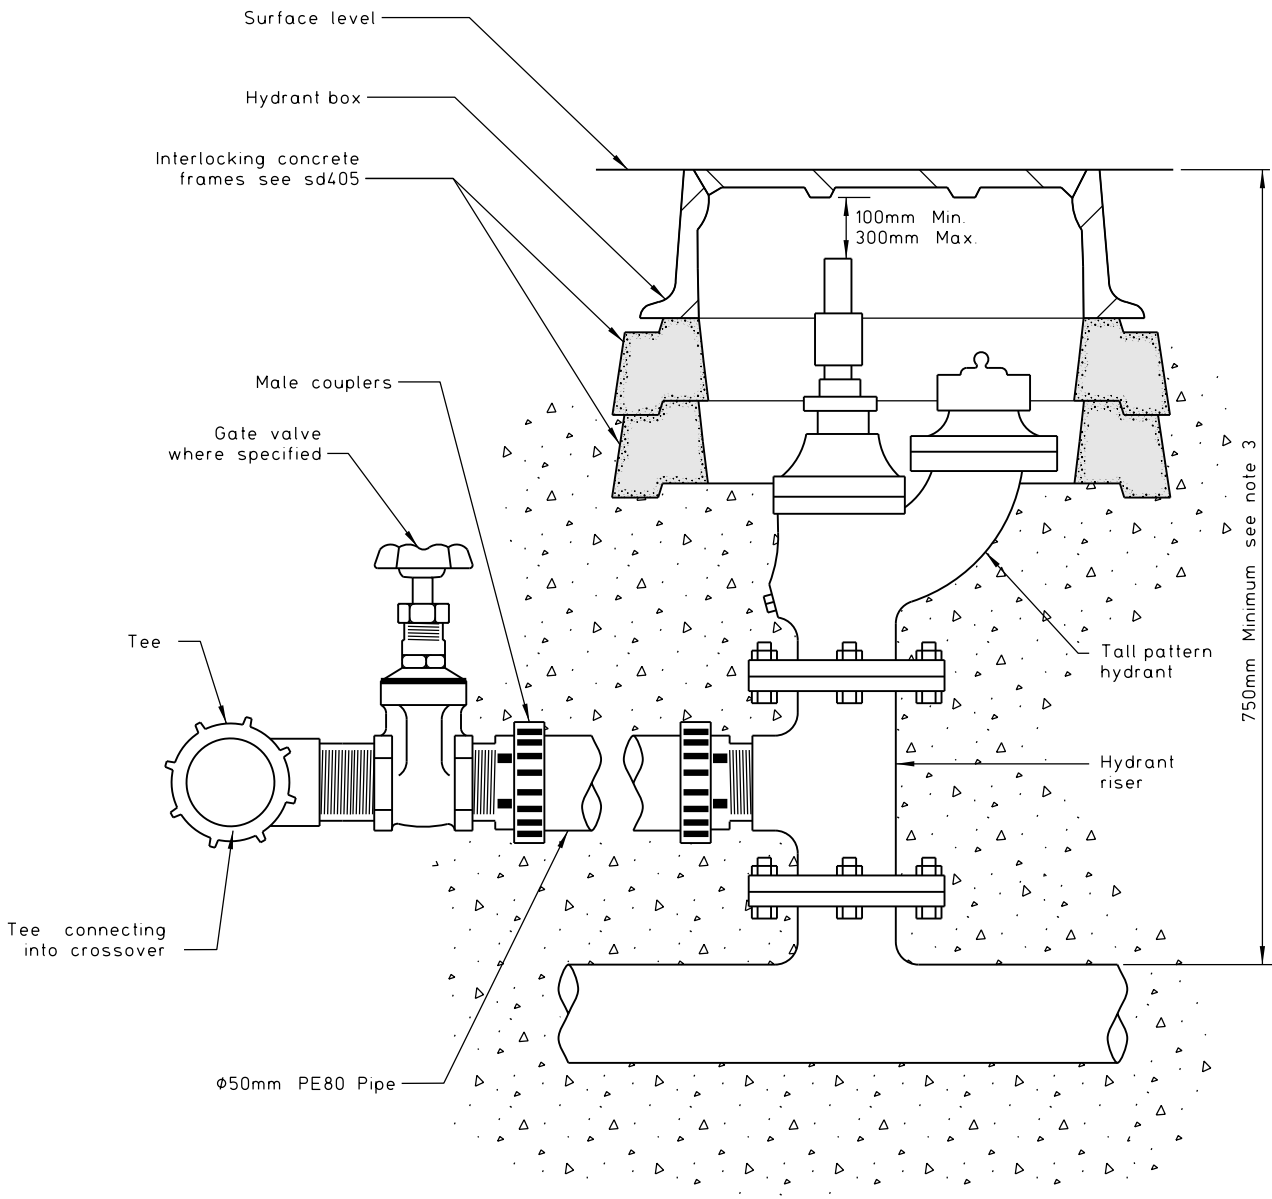 Surface level
Hydrant box
Interlocking concrete
frames see sd405
100mm Min.
300mm Max.
Male couplers
Gate valve
where specified
750mm Minimum see note 3
Tee
Tall pattern
hydrant
Hydrant
riser
Tee connecting
into crossover
φ50mm PE80 Pipe